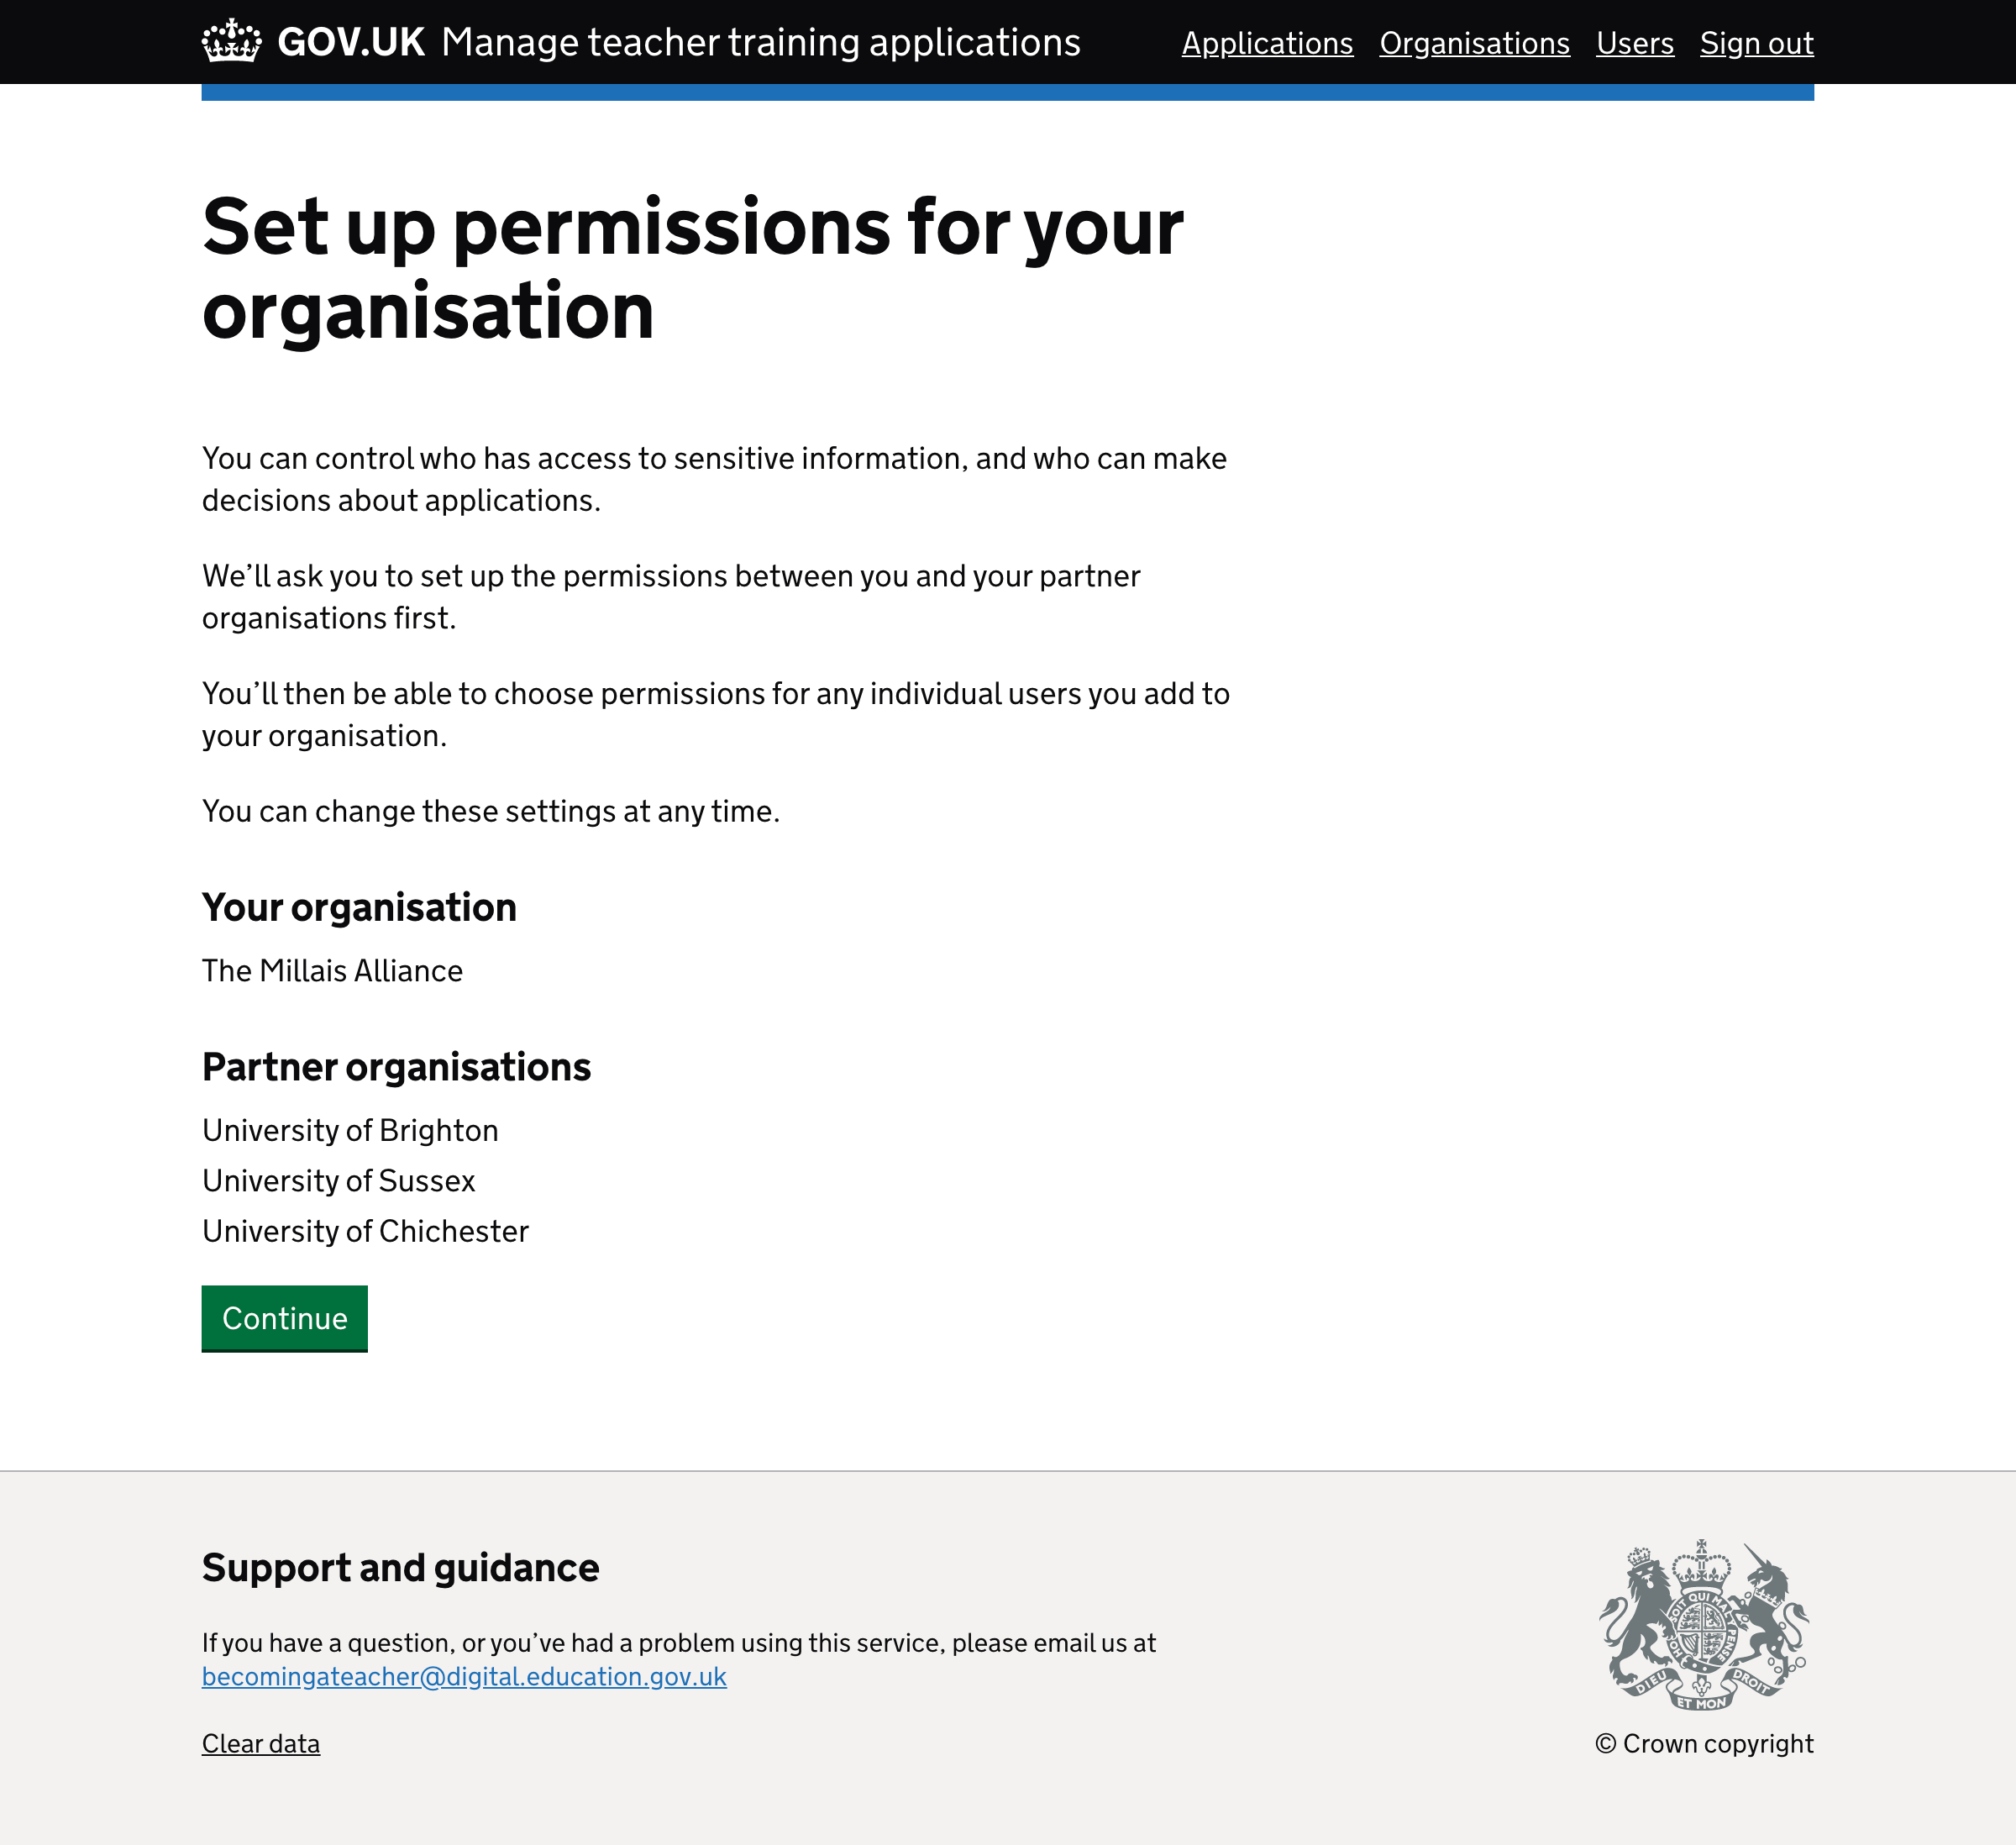 GOV.UK Manage teacher training applications Applications Organisations Users Sign out
Set up permissions for your
organisation
You can control who has access to sensitive information, and who can make
decisions about applications.
We’ll ask you to set up the permissions between you and your partner
organisations first.
You’ll then be able to choose permissions for any individual users you add to
your organisation.
You can change these settings at any time.
Your organisation
The Millais Alliance
Partner organisations
University of Brighton
University of Sussex
University of Chichester
Continue
Support and guidance
If you have a question, or you’ve had a problem using this service, please email us at
becomingateacher@digital.education.gov.uk
Clear data
SOIT QUI MAL Y PENSE
HON
DIEU ET MON DROIT
© Crown copyright